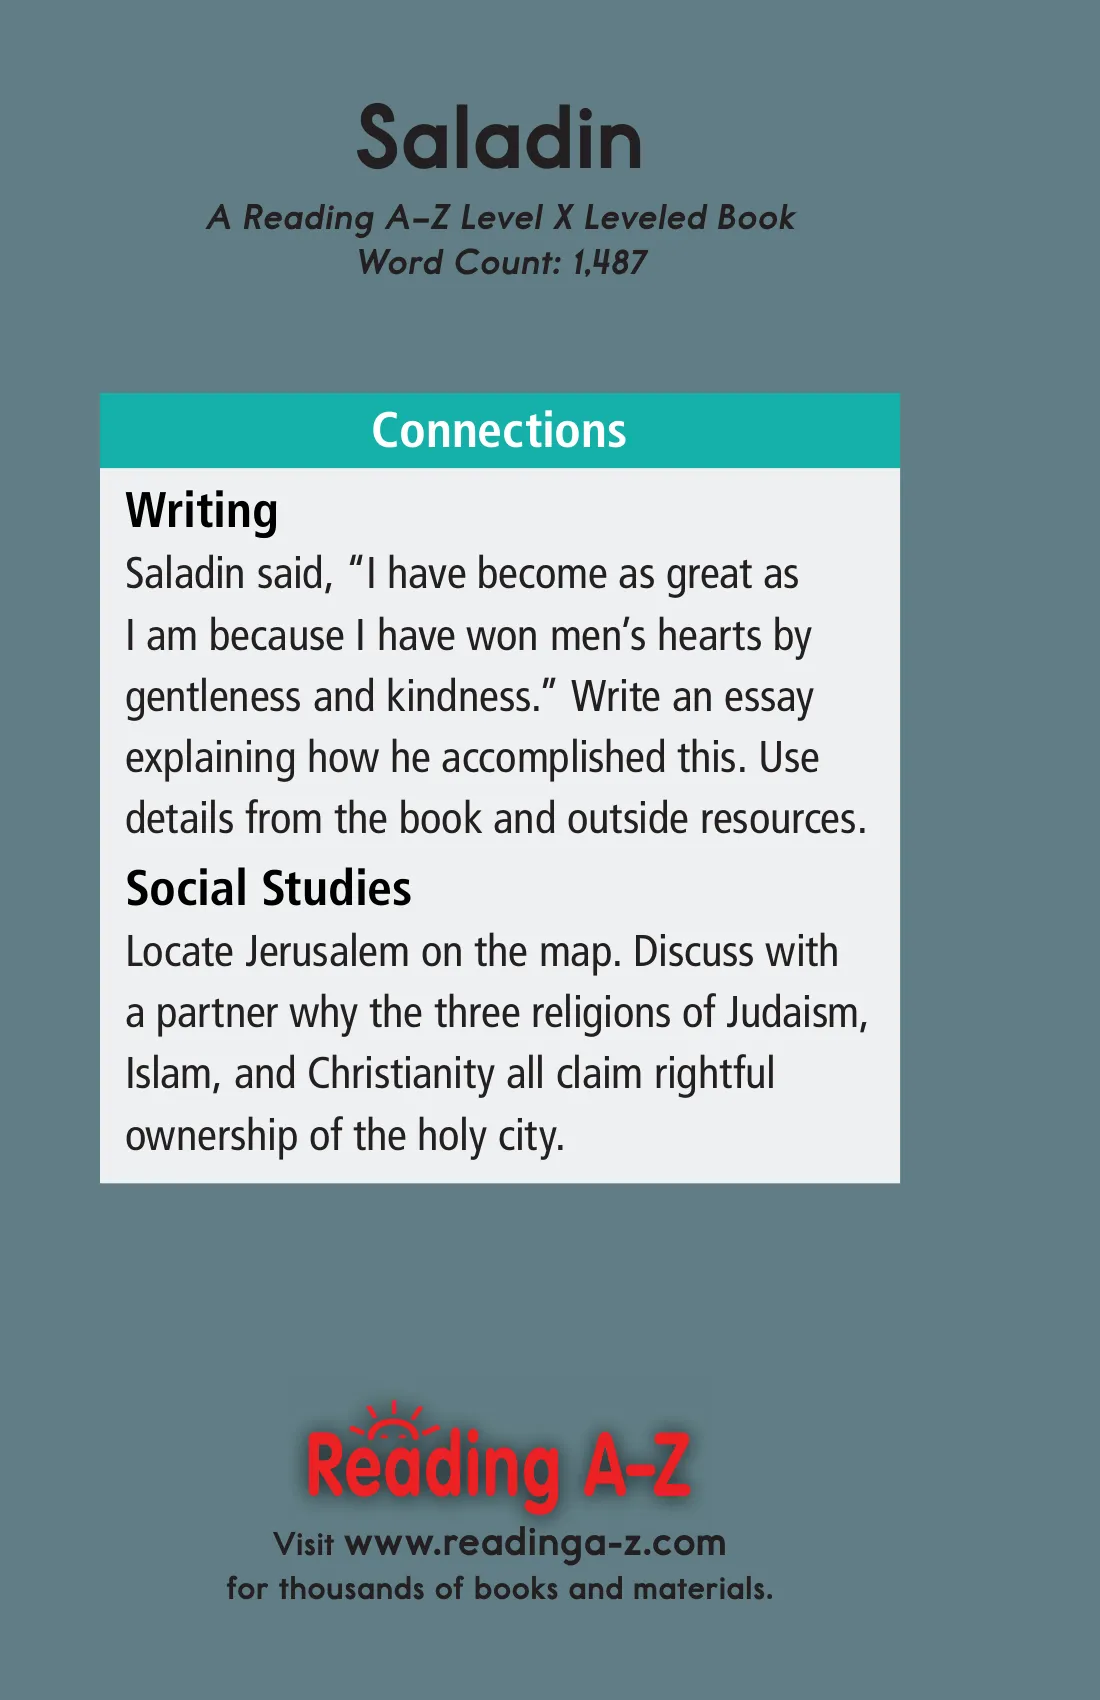 Saladin
A Reading A–Z Level X Leveled Book
Word Count: 1,487
Connections
Writing
Saladin said, “I have become as great as
I am because I have won men’s hearts by
gentleness and kindness.” Write an essay
explaining how he accomplished this. Use
details from the book and outside resources.
Social Studies
Locate Jerusalem on the map. Discuss with
a partner why the three religions of Judaism,
Islam, and Christianity all claim rightful
ownership of the holy city.
Reading A–Z
Visit www.readinga-z.com
for thousands of books and materials.